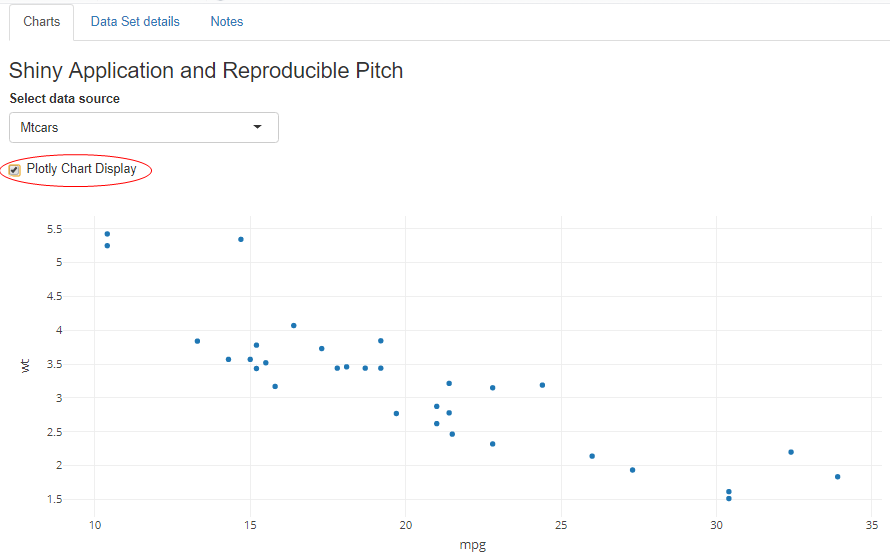 Charts Data Set details Notes
Shiny Application and Reproducible Pitch
Select data source
Mtcars
Plotly Chart Display
5.5
5
4.5
4
3.5
3
2.5
2
1.5
wt
10 15 20 25 30 35
mpg